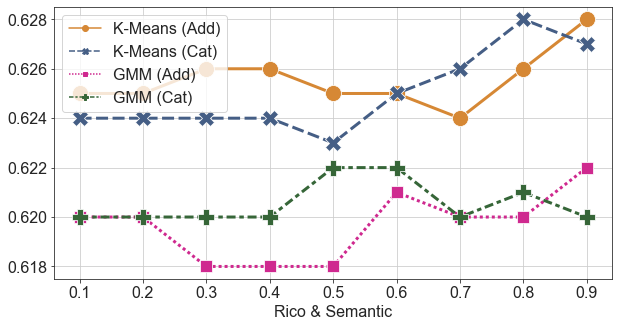 0.628
0.626
0.624
0.622
0.620
0.618
K-Means (Add)
K-Means (Cat)
GMM (Add)
GMM (Cat)
0.1 0.2 0.3 0.4 0.5 0.6 0.7 0.8 0.9
Rico & Semantic